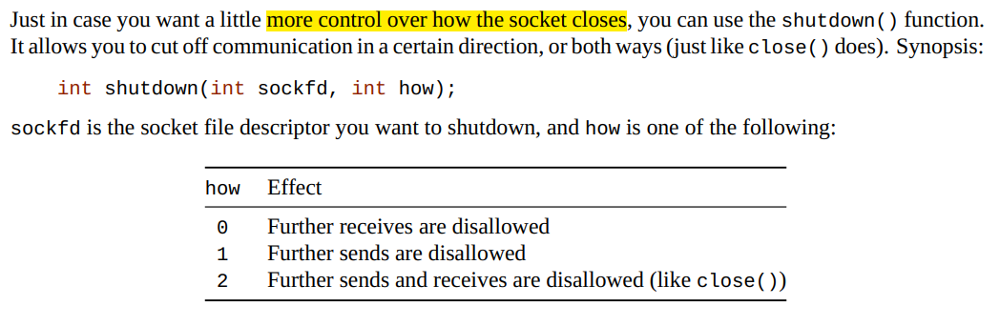 Just in case you want a little more control over how the socket closes, you can use the shutdown() function.
It allows you to cut off communication in a certain direction, or both ways (just like close() does). Synopsis:
int shutdown(int sockfd, int how);
sockfd is the socket file descriptor you want to shutdown, and how is one of the following:
how Effect
0 Further receives are disallowed
1 Further sends are disallowed
2 Further sends and receives are disallowed (like close())